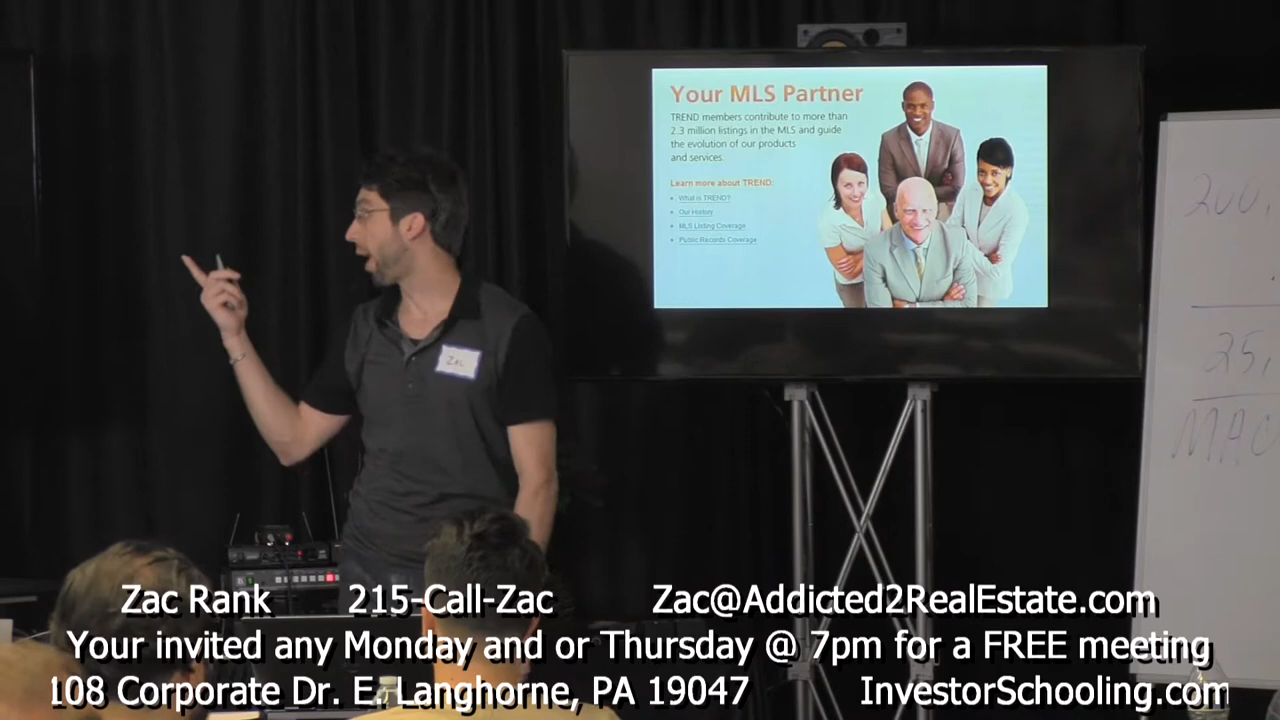 Your MLS Partner
TREND members contribute to more than
2.3 million listings in the MLS and guide
the evolution of our products
and services.
Learn more about TREND:
What is TREND?
Our History
MLS Listing Coverage
Public Records Coverage
Zac
200,
25,
MAO
Zac Rank 215-Call-Zac Zac@Addicted2RealEstate.com
Your invited any Monday and or Thursday @ 7pm for a FREE meeting
108 Corporate Dr. E. Langhorne, PA 19047 InvestorSchooling.com